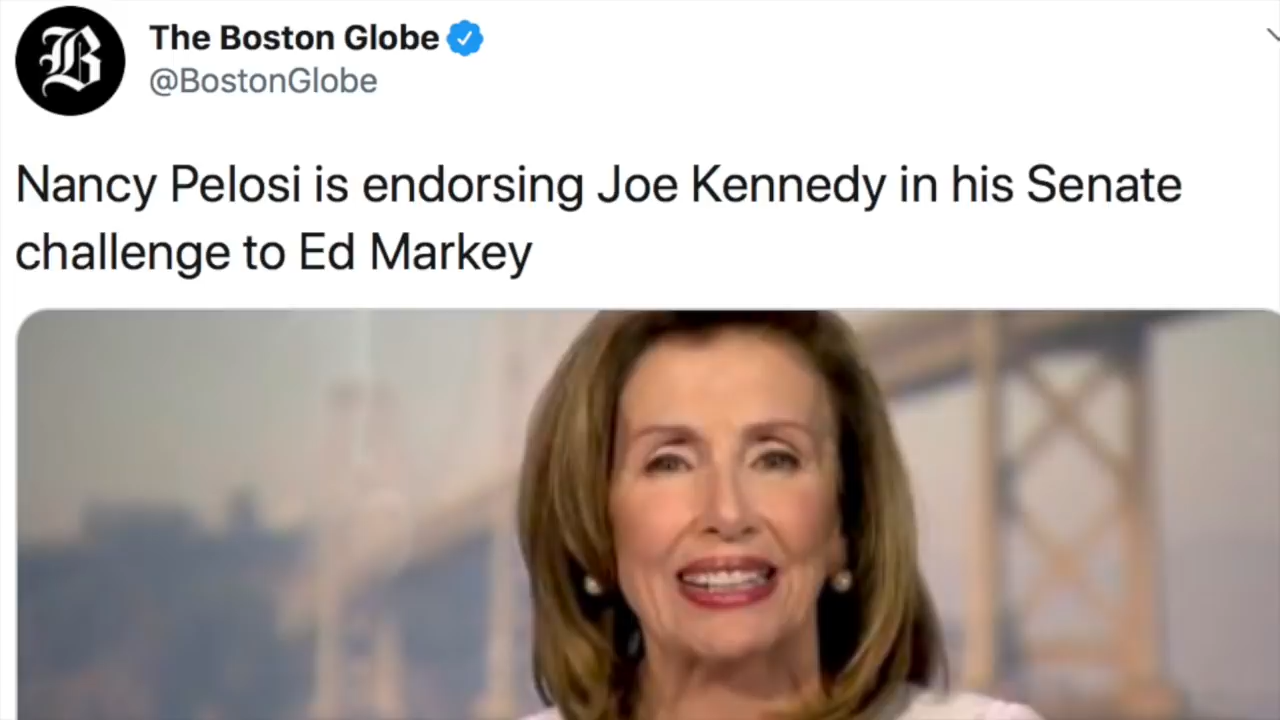 The Boston Globe
@BostonGlobe
Nancy Pelosi is endorsing Joe Kennedy in his Senate
challenge to Ed Markey